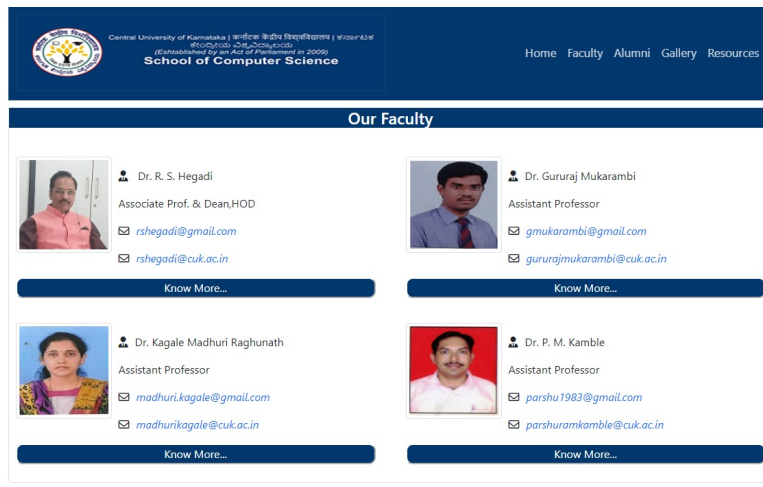 Central University of Karnataka | कर्नाटक केंद्रीय विश्वविद्यालय | ಕರ್ನಾಟಕ
ಕೇಂದ್ರೀಯ ವಿಶ್ವವಿದ್ಯಾಲಯ
(Eshtablished by an Act of Parliament in 2009)
School of Computer Science
Home Faculty Alumni Gallery Resources
Our Faculty
Dr. R. S. Hegadi
Associate Prof. & Dean,HOD
rshegadi@gmail.com
rshegadi@cuk.ac.in
Know More...
Dr. Gururaj Mukarambi
Assistant Professor
gmukarambi@gmail.com
gururajmukarambi@cuk.ac.in
Know More...
Dr. Kagale Madhuri Raghunath
Assistant Professor
madhuri.kagale@gmail.com
madhurikagale@cuk.ac.in
Know More...
Dr. P. M. Kamble
Assistant Professor
parshu1983@gmail.com
parshuramkamble@cuk.ac.in
Know More...